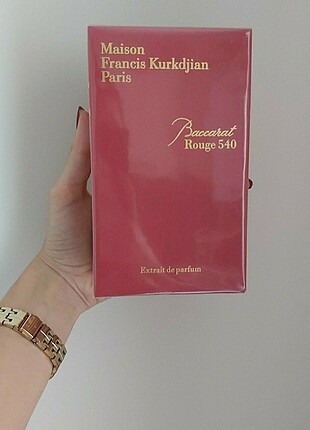 Maison
Francis Kurkdjian
Paris
Baccarat
Rouge 540
Extrait de parfum